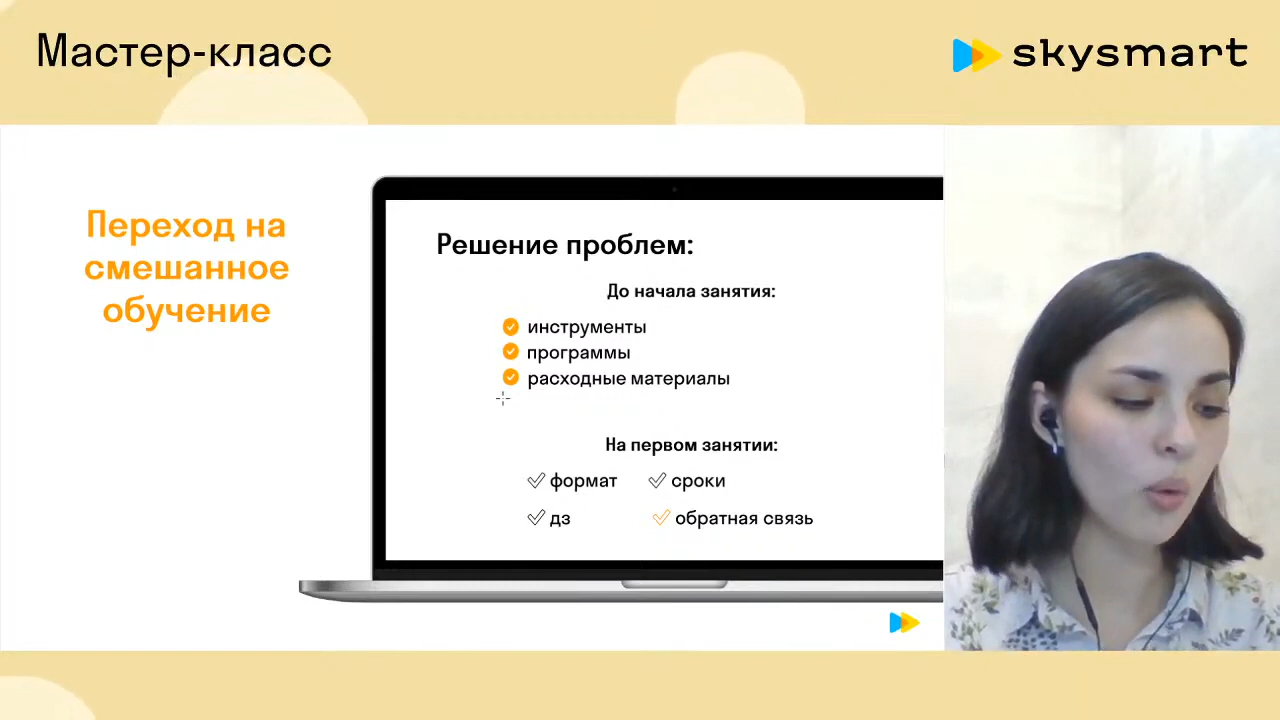 Мастер-класс
skysmart
Переход на
смешанное
обучение
Решение проблем:
До начала занятия:
инструменты
программы
расходные материалы
На первом занятии:
формат
сроки
дз
обратная связь